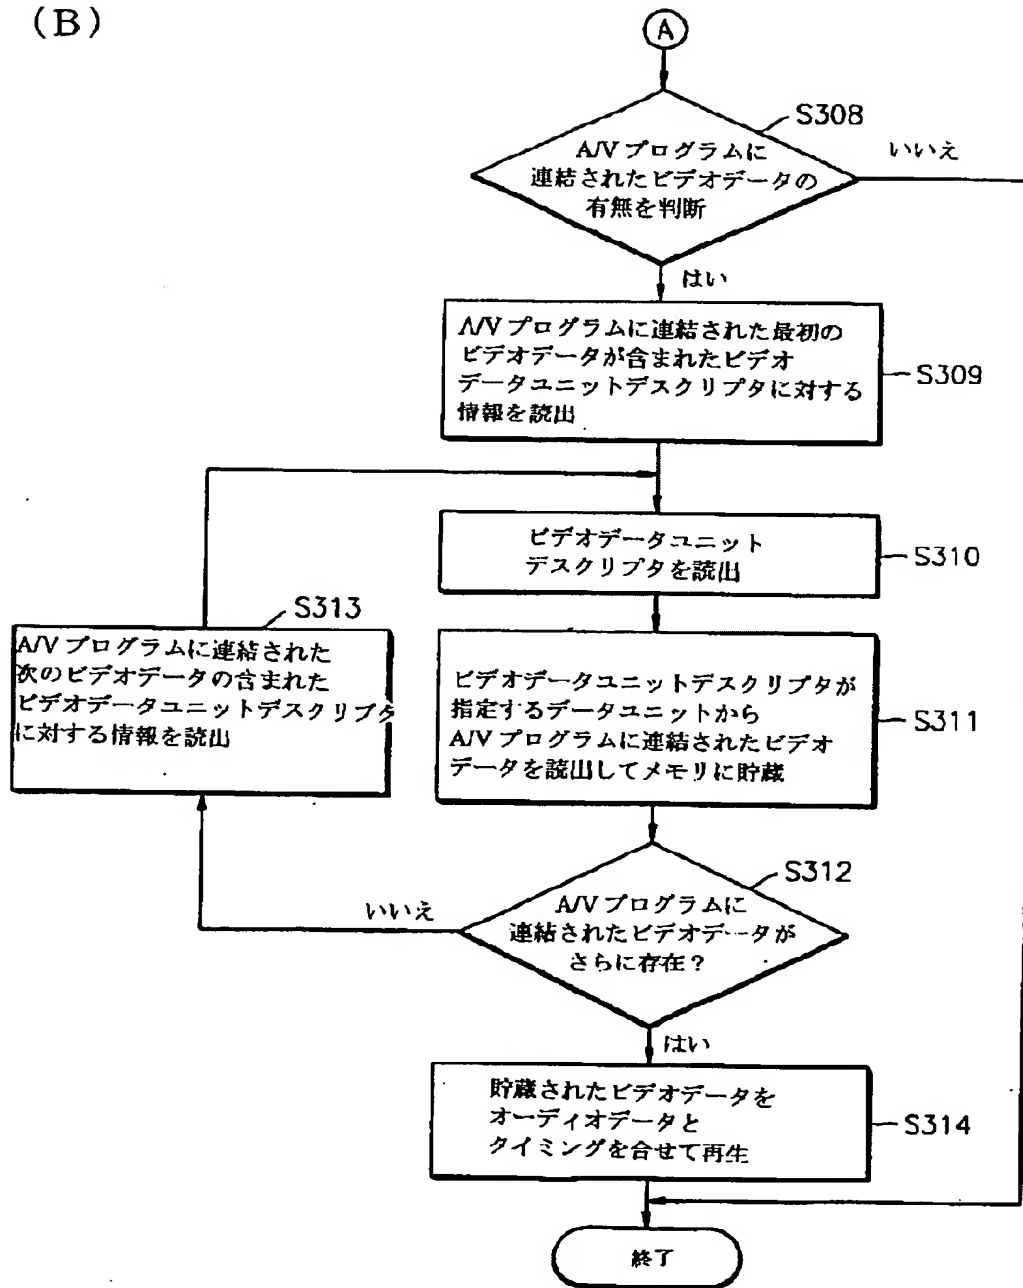 (B)
A
S308
A/Vプログラムに
連結されたビデオデータの
有無を判断
いいえ
はい
A/Vプログラムに連結された最初の
ビデオデータが含まれたビデオ
データユニットデスクリプタに対する
情報を読出
S309
ビデオデータユニット
デスクリプタを読出
S310
S313
A/Vプログラムに連結された
次のビデオデータの含まれた
ビデオデータユニットデスクリプタ
に対する情報を読出
ビデオデータユニットデスクリプタが
指定するデータユニットから
A/Vプログラムに連結されたビデオ
データを読出してメモリに貯蔵
S311
S312
A/Vプログラムに
連結されたビデオデータが
さらに存在?
いいえ
はい
貯蔵されたビデオデータを
オーディオデータと
タイミングを合せて再生
S314
終了